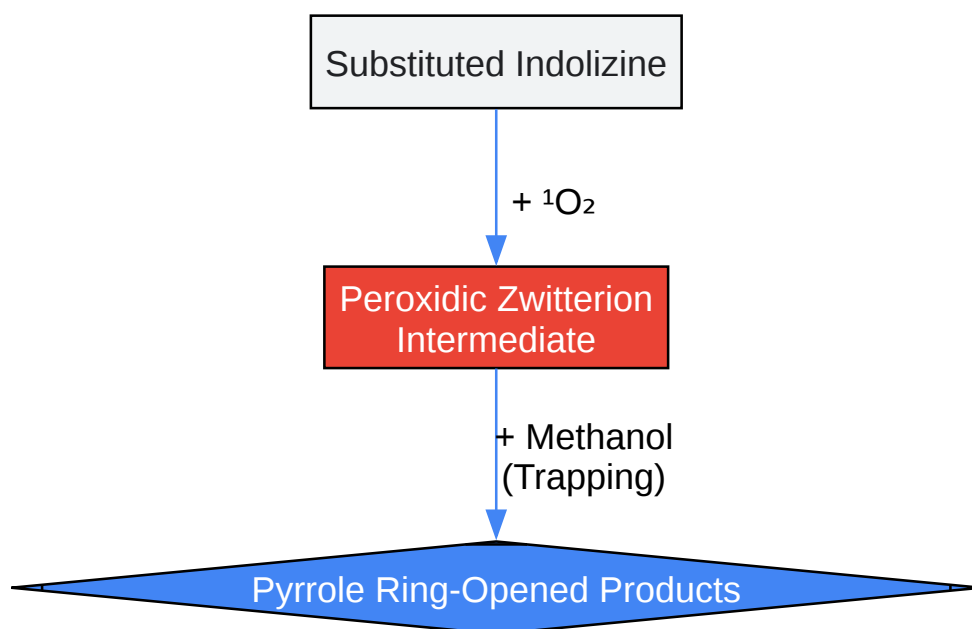 Substituted Indolizine
+ ¹O₂
Peroxidic Zwitterion
Intermediate
+ Methanol
(Trapping)
Pyrrole Ring-Opened Products